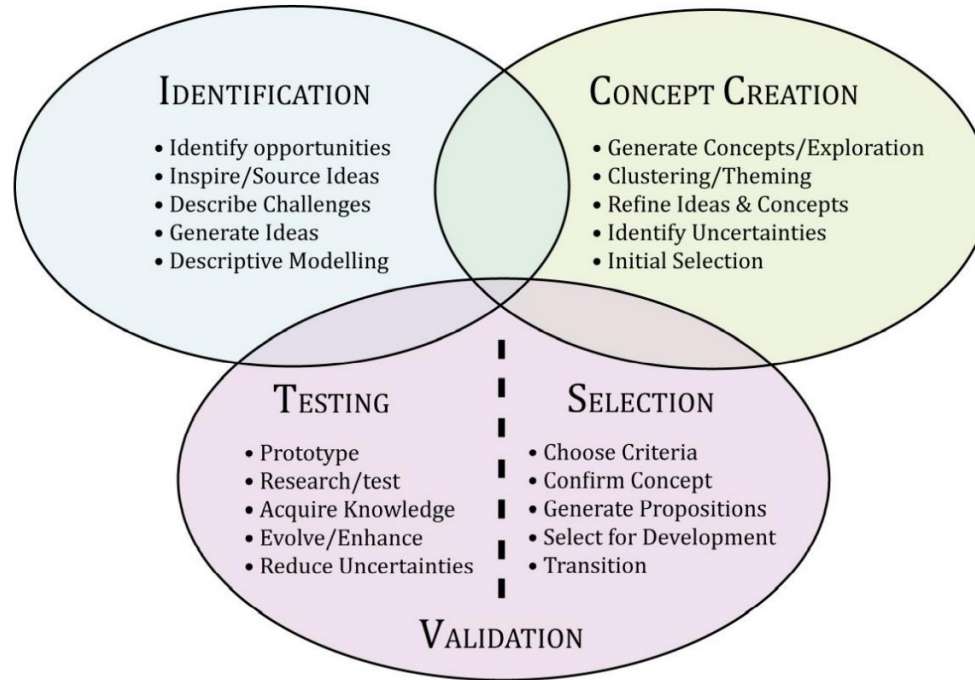 IDENTIFICATION
• Identify opportunities
• Inspire/Source Ideas
• Describe Challenges
• Generate Ideas
• Descriptive Modelling
CONCEPT CREATION
• Generate Concepts/Exploration
• Clustering/Theming
• Refine Ideas & Concepts
• Identify Uncertainties
• Initial Selection
TESTING
• Prototype
• Research/test
• Acquire Knowledge
• Evolve/Enhance
• Reduce Uncertainties
SELECTION
• Choose Criteria
• Confirm Concept
• Generate Propositions
• Select for Development
• Transition
VALIDATION